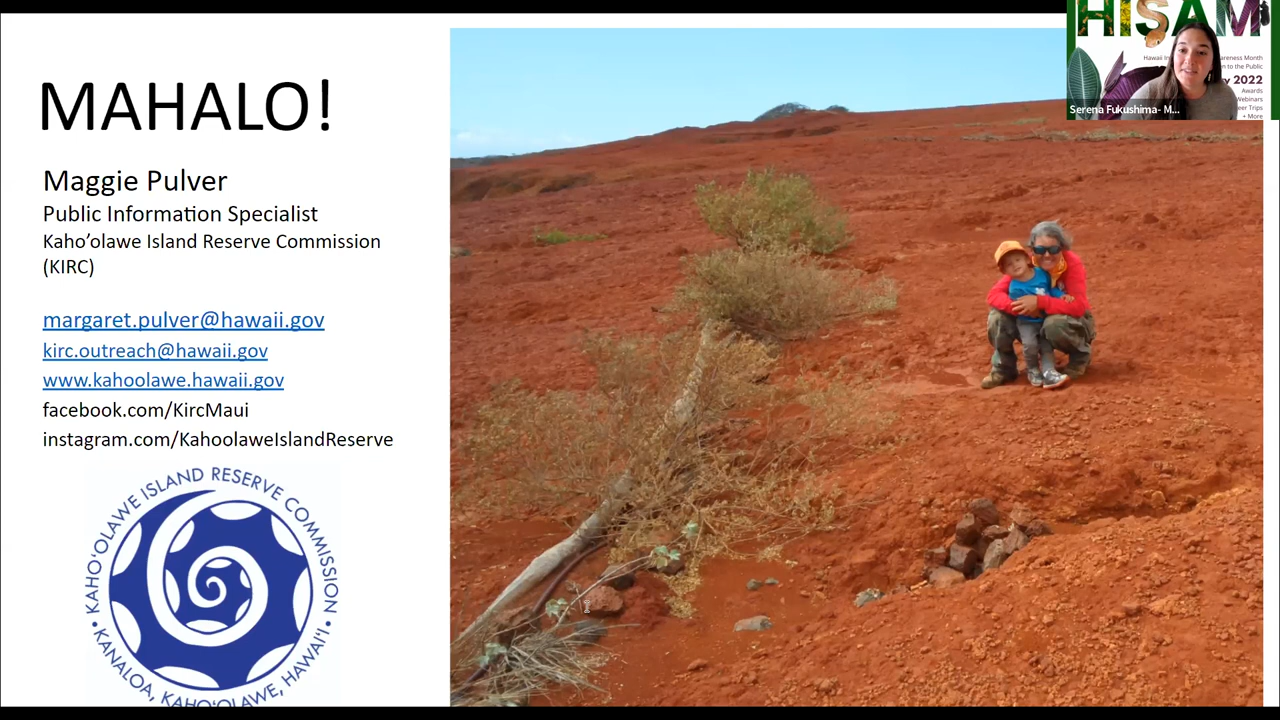 MAHALO!
Maggie Pulver
Public Information Specialist
Kaho’olawe Island Reserve Commission
(KIRC)
margaret.pulver@hawaii.gov
kirc.outreach@hawaii.gov
www.kahoolawe.hawaii.gov
facebook.com/KircMaui
instagram.com/KahoolaweIslandReserve
KAHO‘OLAWE ISLAND RESERVE COMMISSION
• KANALOA, KAHO‘OLAWE, HAWAI‘I •
HISAM
Hawaii
Awareness Month
to the Public
2022
Awards
Webinars
Trips
+ More
Serena Fukushima- M...